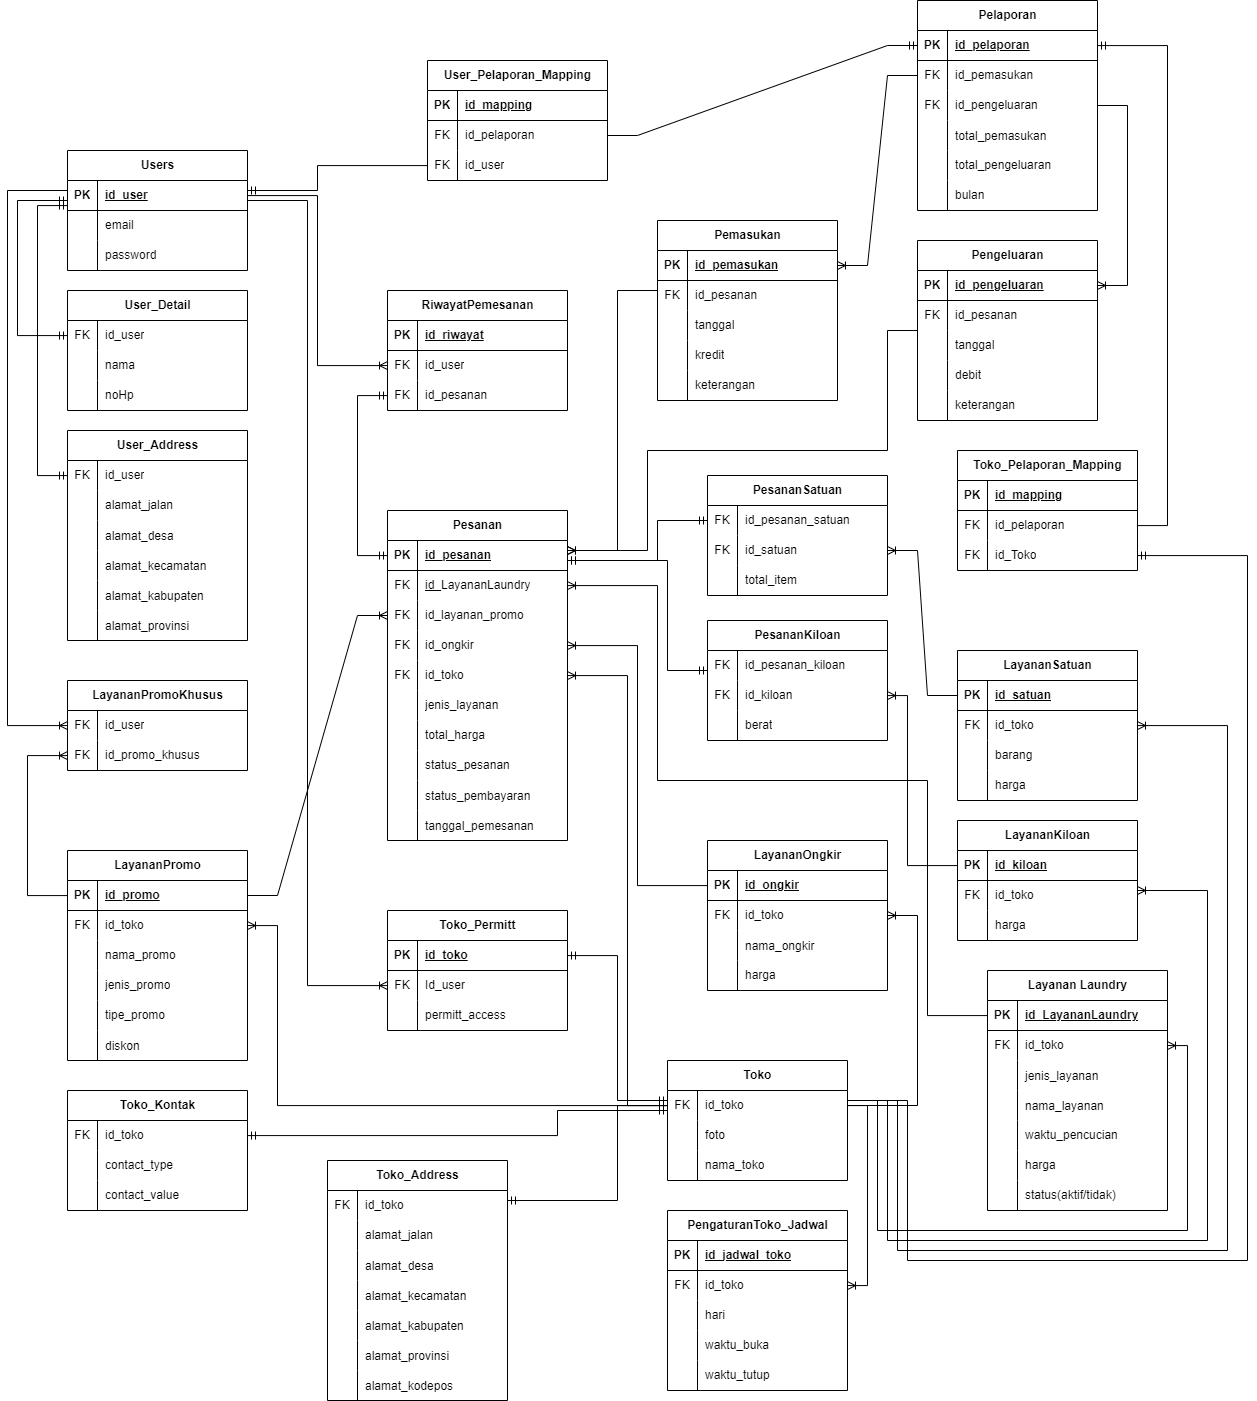 Pelaporan
PK id_pelaporan
FK id_pemasukan
FK id_pengeluaran
total_pemasukan
total_pengeluaran
bulan
User_Pelaporan_Mapping
PK id_mapping
FK id_pelaporan
FK id_user
Users
PK id_user
email
password
Pemasukan
PK id_pemasukan
FK id_pesanan
tanggal
kredit
keterangan
Pengeluaran
PK id_pengeluaran
FK id_pesanan
tanggal
debit
keterangan
User_Detail
FK id_user
nama
noHp
RiwayatPemesanan
PK id_riwayat
FK id_user
FK id_pesanan
User_Address
FK id_user
alamat_jalan
alamat_desa
alamat_kecamatan
alamat_kabupaten
alamat_provinsi
Toko_Pelaporan_Mapping
PK id_mapping
FK id_pelaporan
FK id_Toko
PesananSatuan
FK id_pesanan_satuan
FK id_satuan
total_item
Pesanan
PK id_pesanan
FK id_LayananLaundry
FK id_layanan_promo
FK id_ongkir
FK id_toko
jenis_layanan
total_harga
status_pesanan
status_pembayaran
tanggal_pemesanan
PesananKiloan
FK id_pesanan_kiloan
FK id_kiloan
berat
LayananSatuan
PK id_satuan
FK id_toko
barang
harga
LayananPromoKhusus
FK id_user
FK id_promo_khusus
LayananKiloan
PK id_kiloan
FK id_toko
harga
LayananOngkir
PK id_ongkir
FK id_toko
nama_ongkir
harga
LayananPromo
PK id_promo
FK id_toko
nama_promo
jenis_promo
tipe_promo
diskon
Toko_Permitt
PK id_toko
FK Id_user
permitt_access
Layanan Laundry
PK id_LayananLaundry
FK id_toko
jenis_layanan
nama_layanan
waktu_pencucian
harga
status(aktif/tidak)
Toko
FK id_toko
foto
nama_toko
Toko_Kontak
FK id_toko
contact_type
contact_value
Toko_Address
FK id_toko
alamat_jalan
alamat_desa
alamat_kecamatan
alamat_kabupaten
alamat_provinsi
alamat_kodepos
PengaturanToko_Jadwal
PK id_jadwal_toko
FK id_toko
hari
waktu_buka
waktu_tutup